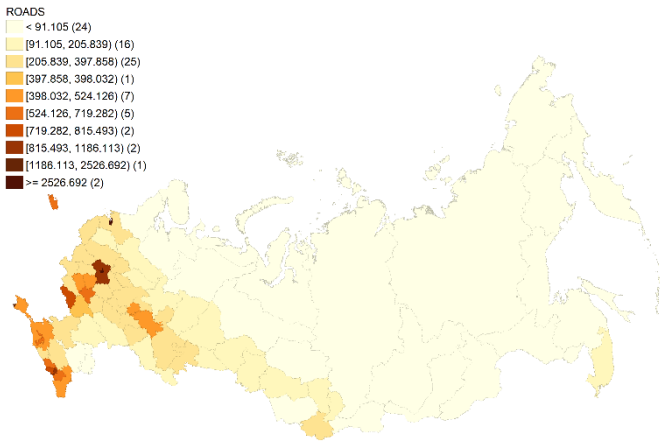 ROADS
< 91.105 (24)
[91.105, 205.839) (16)
[205.839, 397.858) (25)
[397.858, 398.032) (1)
[398.032, 524.126) (7)
[524.126, 719.282) (5)
[719.282, 815.493) (2)
[815.493, 1186.113) (2)
[1186.113, 2526.692) (1)
>= 2526.692 (2)